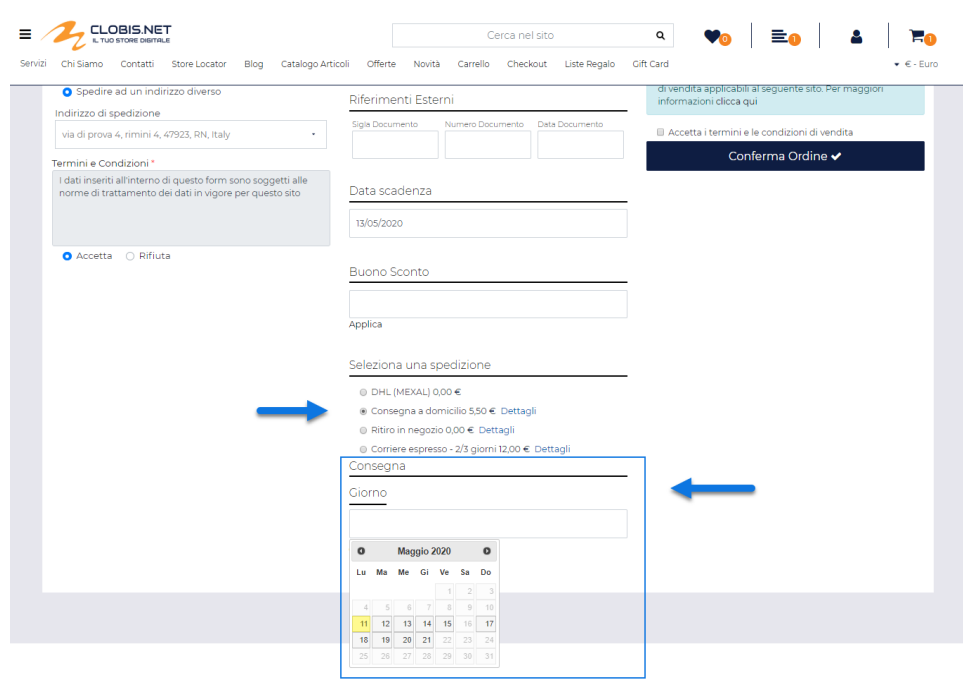 CLOBIS.NET
IL TUO STORE DIGITALE
Cerca nel sito
0
1
1
Servizi Chi Siamo Contatti Store Locator Blog Catalogo Articoli Offerte Novità Carrello Checkout Liste Regalo Gift Card € - Euro
Spedire ad un indirizzo diverso
Indirizzo di spedizione
via di prova 4, rimini 4, 47923, RN, Italy
Termini e Condizioni *
I dati inseriti all'interno di questo form sono soggetti alle
norme di trattamento dei dati in vigore per questo sito
Accetta Rifiuta
Riferimenti Esterni
Sigla Documento Numero Documento Data Documento
Data scadenza
13/05/2020
Buono Sconto
Applica
Seleziona una spedizione
DHL (MEXAL) 0,00 €
Consegna a domicilio 5,50 € Dettagli
Ritiro in negozio 0,00 € Dettagli
Corriere espresso - 2/3 giorni 12,00 € Dettagli
Consegna
Giorno
Maggio 2020
Lu Ma Me Gi Ve Sa Do
1 2 3
4 5 6 7 8 9 10
11 12 13 14 15 16 17
18 19 20 21 22 23 24
25 26 27 28 29 30 31
di vendita applicabili al seguente sito. Per maggiori
informazioni clicca qui
Accetta i termini e le condizioni di vendita
Conferma Ordine